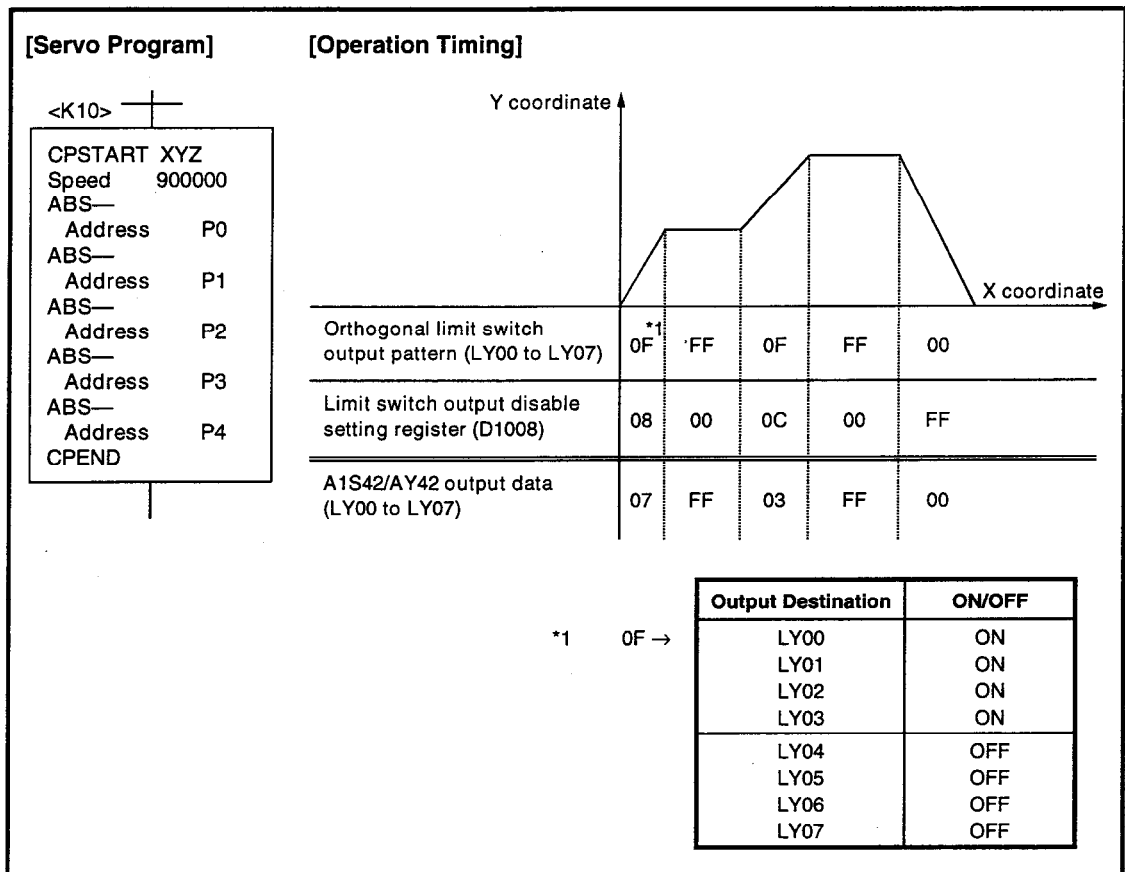 [Servo Program] [Operation Timing]
<K10>
CPSTART XYZ
Speed 900000
ABS—
Address P0
ABS—
Address P1
ABS—
Address P2
ABS—
Address P3
ABS—
Address P4
CPEND
Y coordinate
X coordinate
Orthogonal limit switch
output pattern (LY00 to LY07) 0F *1 FF 0F FF 00
Limit switch output disable
setting register (D1008) 08 00 0C 00 FF
A1S42/AY42 output data
(LY00 to LY07) 07 FF 03 FF 00
*1 0F →
Output Destination ON/OFF
LY00 ON
LY01 ON
LY02 ON
LY03 ON
LY04 OFF
LY05 OFF
LY06 OFF
LY07 OFF